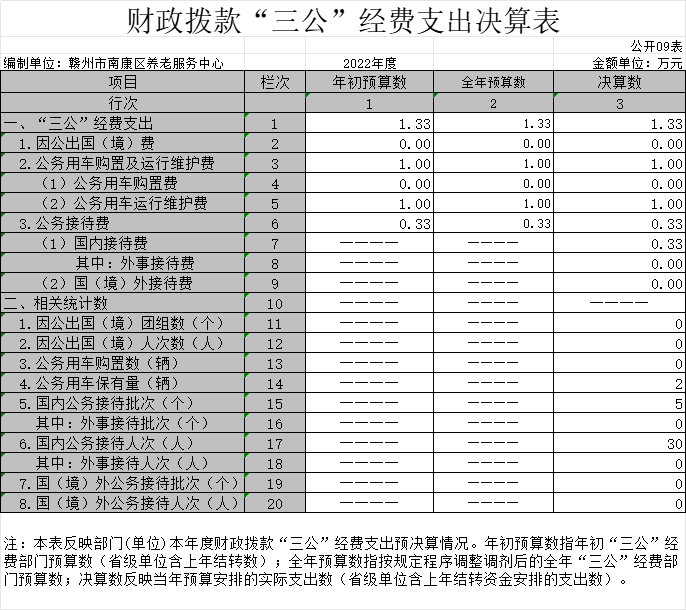 财政拨款“三公”经费支出决算表
公开09表
编制单位：赣州市南康区养老服务中心 2022年度 金额单位：万元
项目 栏次 年初预算数 全年预算数 决算数
行次 1 2 3
一、“三公”经费支出 1 1.33 1.33 1.33
1.因公出国（境）费 2 0.00 0.00 0.00
2.公务用车购置及运行维护费 3 1.00 1.00 1.00
（1）公务用车购置费 4 0.00 0.00 0.00
（2）公务用车运行维护费 5 1.00 1.00 1.00
3.公务接待费 6 0.33 0.33 0.33
（1）国内接待费 7 ———— ———— 0.33
其中：外事接待费 8 ———— ———— 0.00
（2）国（境）外接待费 9 ———— ———— 0.00
二、相关统计数 10 ———— ———— ————
1.因公出国（境）团组数（个） 11 ———— ———— 0
2.因公出国（境）人次数（人） 12 ———— ———— 0
3.公务用车购置数（辆） 13 ———— ———— 0
4.公务用车保有量（辆） 14 ———— ———— 2
5.国内公务接待批次（个） 15 ———— ———— 5
其中：外事接待批次（个） 16 ———— ———— 0
6.国内公务接待人次（人） 17 ———— ———— 30
其中：外事接待人次（人） 18 ———— ———— 0
7.国（境）外公务接待批次（个） 19 ———— ———— 0
8.国（境）外公务接待人次（人） 20 ———— ———— 0
注：本表反映部门(单位)本年度财政拨款“三公”经费支出预决算情况。年初预算数指年初“三公”经
费部门预算数（省级单位含上年结转数）；全年预算数指按规定程序调整调剂后的全年“三公”经费部
门预算数；决算数反映当年预算安排的实际支出数（省级单位含上年结转资金安排的支出数）。